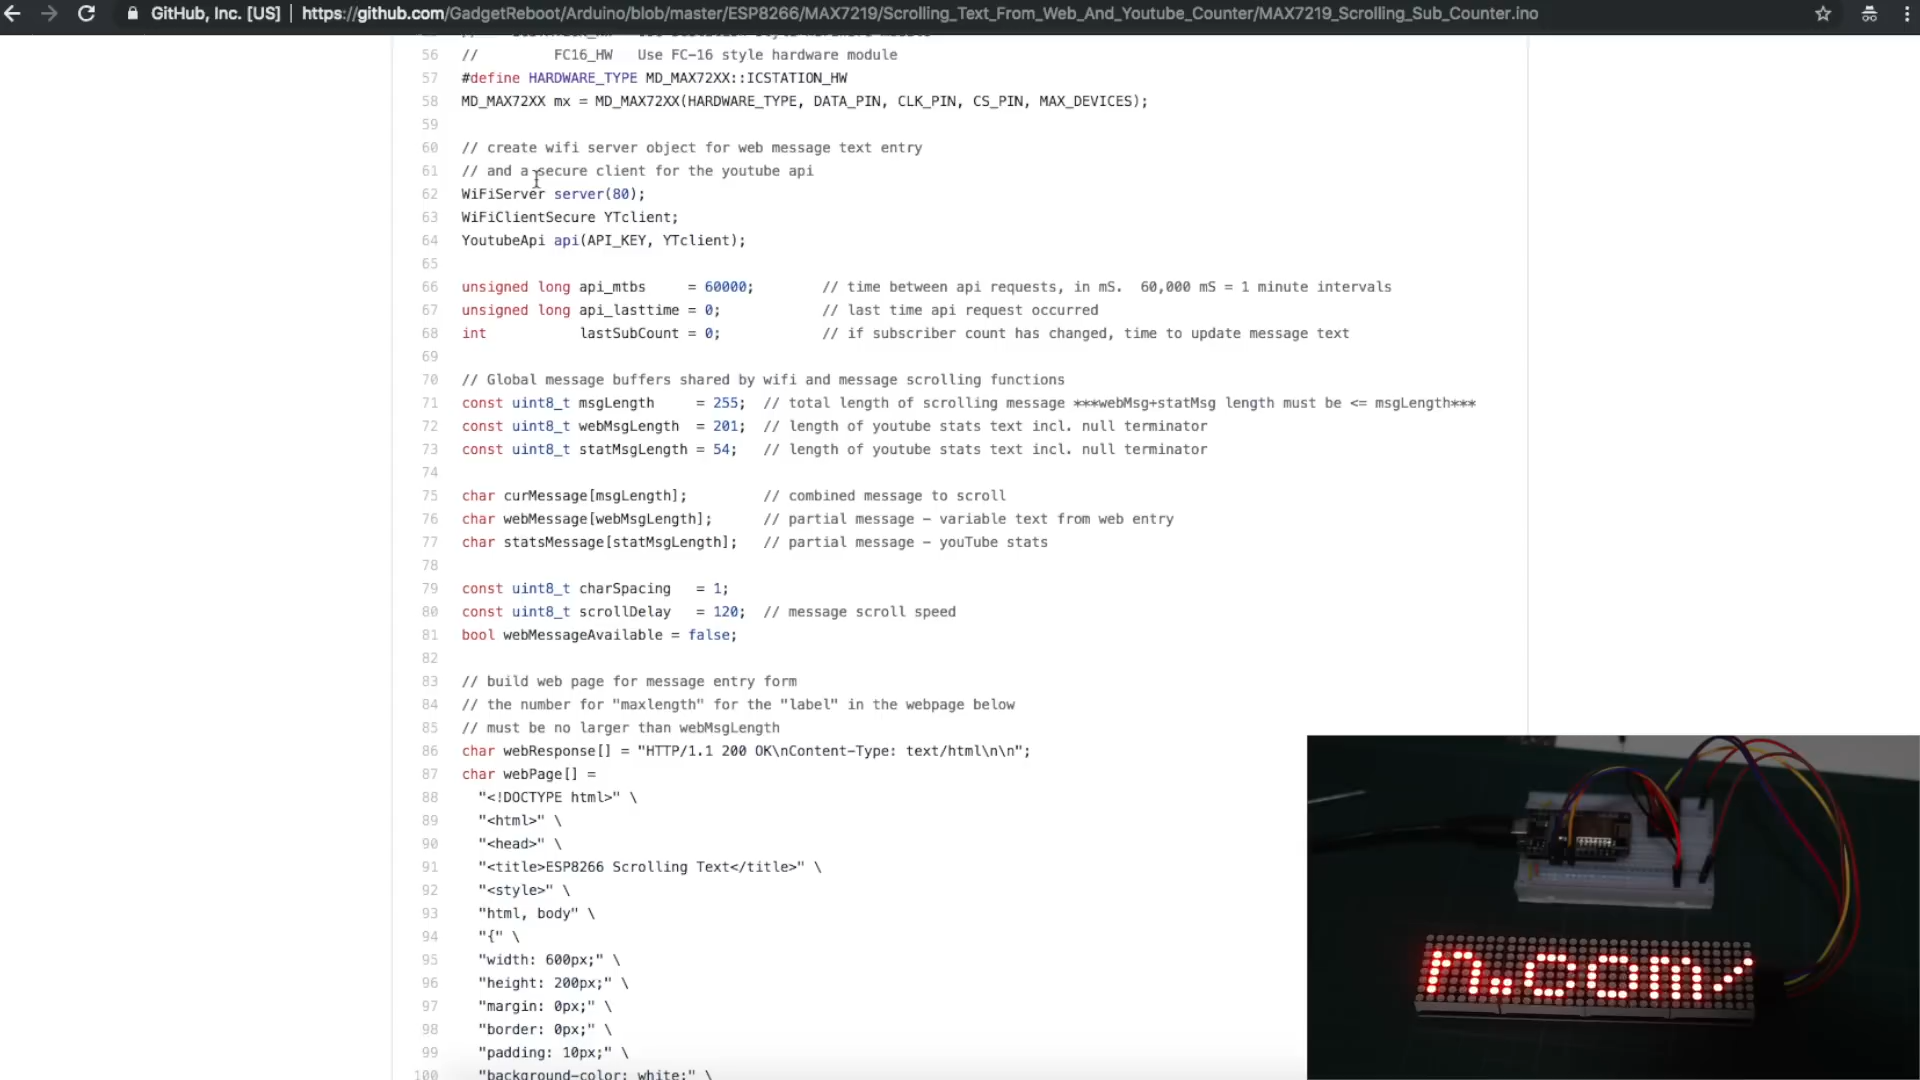 GitHub, Inc. [US] | https://github.com/GadgetReboot/Arduino/blob/master/ESP8266/MAX7219/Scrolling_Text_From_Web_And_Youtube_Counter/MAX7219_Scrolling_Sub_Counter.ino
56 // FC16_HW Use FC-16 style hardware module
57 #define HARDWARE_TYPE MD_MAX72XX::ICSTATION_HW
58 MD_MAX72XX mx = MD_MAX72XX(HARDWARE_TYPE, DATA_PIN, CLK_PIN, CS_PIN, MAX_DEVICES);
59
60 // create wifi server object for web message text entry
61 // and a secure client for the youtube api
62 WiFiServer server(80);
63 WiFiClientSecure YTclient;
64 YoutubeApi api(API_KEY, YTclient);
65
66 unsigned long api_mtbs = 60000; // time between api requests, in mS. 60,000 mS = 1 minute intervals
67 unsigned long api_lasttime = 0; // last time api request occurred
68 int lastSubCount = 0; // if subscriber count has changed, time to update message text
69
70 // Global message buffers shared by wifi and message scrolling functions
71 const uint8_t msgLength = 255; // total length of scrolling message ***webMsg+statMsg length must be <= msgLength***
72 const uint8_t webMsgLength = 201; // length of youtube stats text incl. null terminator
73 const uint8_t statMsgLength = 54; // length of youtube stats text incl. null terminator
74
75 char curMessage[msgLength]; // combined message to scroll
76 char webMessage[webMsgLength]; // partial message - variable text from web entry
77 char statsMessage[statMsgLength]; // partial message - youTube stats
78
79 const uint8_t charSpacing = 1;
80 const uint8_t scrollDelay = 120; // message scroll speed
81 bool webMessageAvailable = false;
82
83 // build web page for message entry form
84 // the number for "maxlength" for the "label" in the webpage below
85 // must be no larger than webMsgLength
86 char webResponse[] = "HTTP/1.1 200 OK\nContent-Type: text/html\n\n";
87 char webPage[] =
88 "<!DOCTYPE html>" \
89 "<html>" \
90 "<head>" \
91 "<title>ESP8266 Scrolling Text</title>" \
92 "<style>" \
93 "html, body" \
94 "{" \
95 "width: 600px;" \
96 "height: 200px;" \
97 "margin: 0px;" \
98 "border: 0px;" \
99 "padding: 10px;" \
100 "background-color: white;" \
n.com/